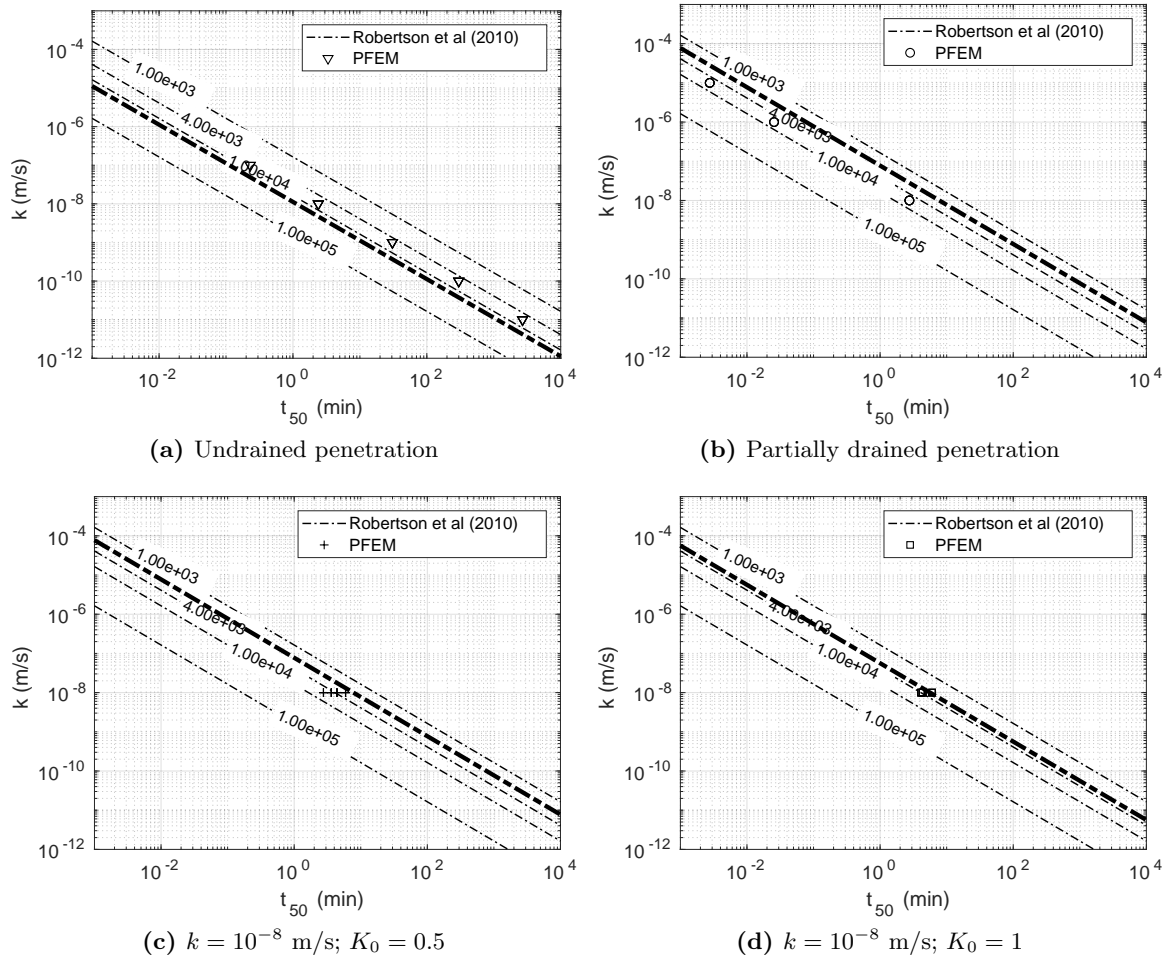 Robertson et al (2010)
PFEM
10^-4
10^-6
10^-8
10^-10
10^-12
k (m/s)
1.00e+03
4.00e+03
1.00e+04
1.00e+05
10^-2
10^0
10^2
10^4
t_50 (min)
(a) Undrained penetration
Robertson et al (2010)
PFEM
10^-4
10^-6
10^-8
10^-10
10^-12
k (m/s)
1.00e+03
4.00e+03
1.00e+04
1.00e+05
10^-2
10^0
10^2
10^4
t_50 (min)
(b) Partially drained penetration
Robertson et al (2010)
PFEM
10^-4
10^-6
10^-8
10^-10
10^-12
k (m/s)
1.00e+03
4.00e+03
1.00e+04
1.00e+05
10^-2
10^0
10^2
10^4
t_50 (min)
(c) k = 10^-8 m/s; K_0 = 0.5
Robertson et al (2010)
PFEM
10^-4
10^-6
10^-8
10^-10
10^-12
k (m/s)
1.00e+03
4.00e+03
1.00e+04
1.00e+05
10^-2
10^0
10^2
10^4
t_50 (min)
(d) k = 10^-8 m/s; K_0 = 1